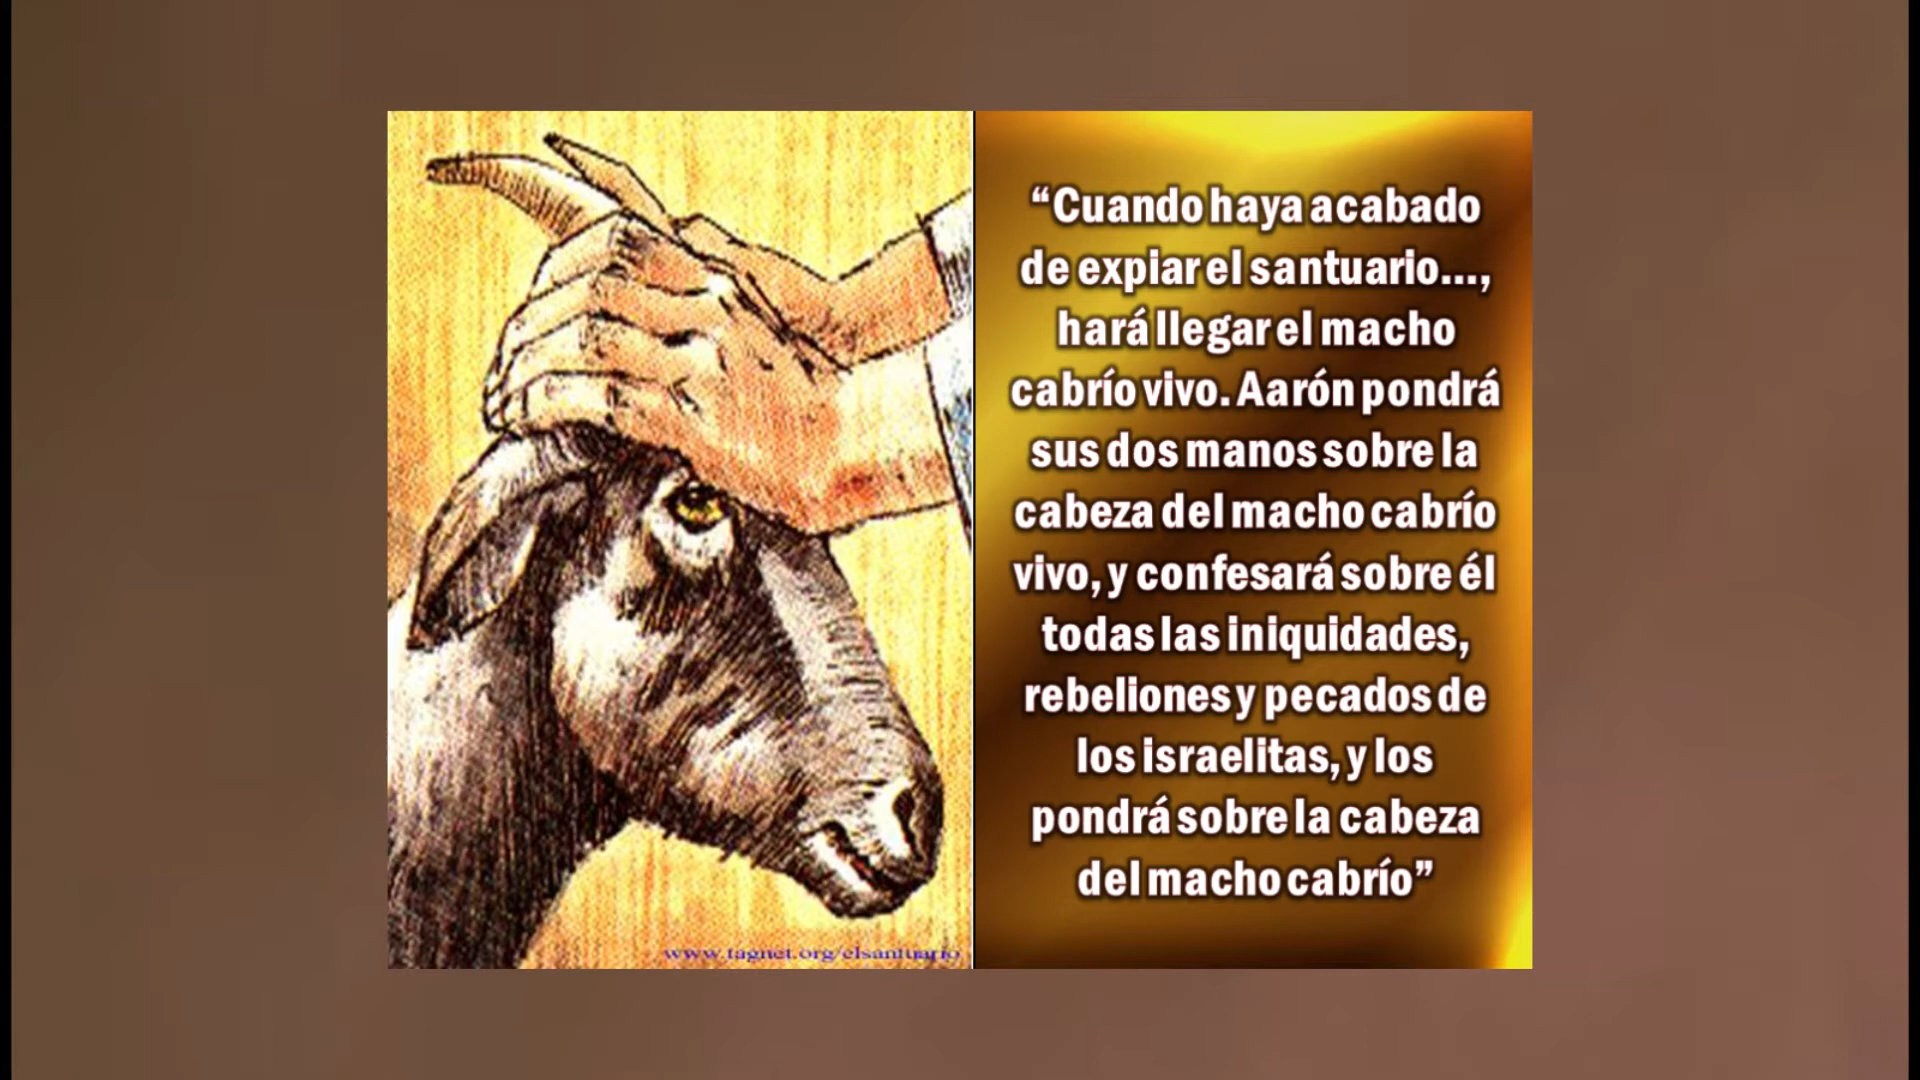 “Cuando haya acabado
de expiar el santuario...,
hará llegar el macho
cabrío vivo. Aarón pondrá
sus dos manos sobre la
cabeza del macho cabrío
vivo, y confesará sobre él
todas las iniquidades,
rebeliones y pecados de
los israelitas, y los
pondrá sobre la cabeza
del macho cabrío”
www.tagnet.org/elsantuario